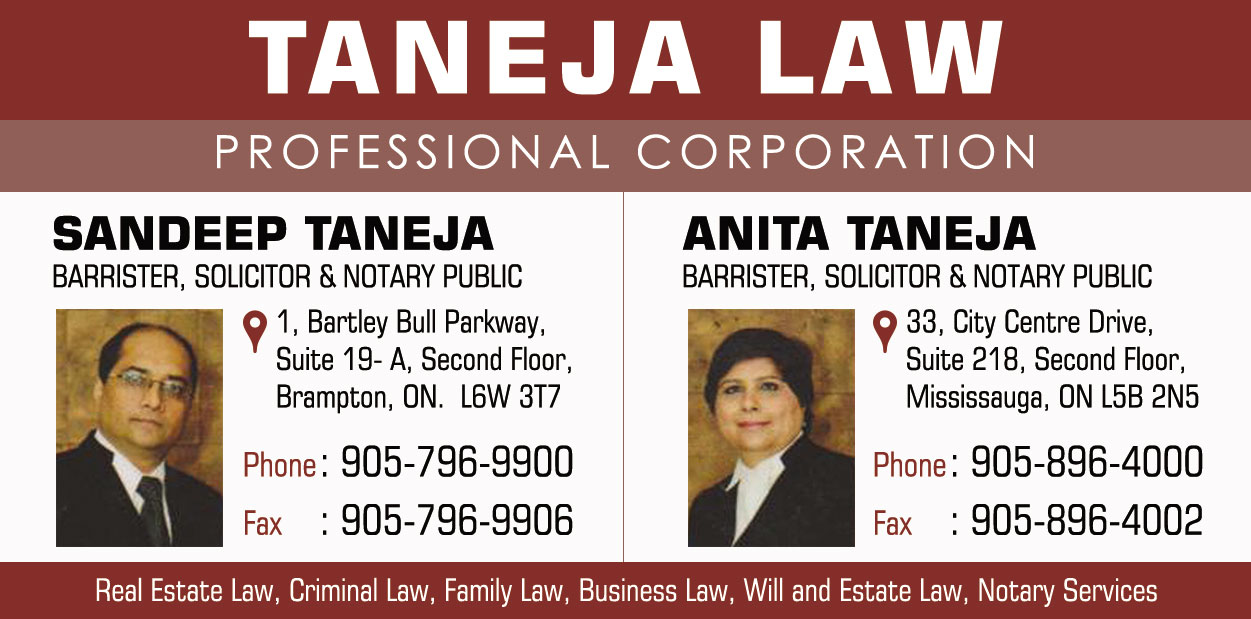 TANEJA LAW
PROFESSIONAL CORPORATION
SANDEEP TANEJA
BARRISTER, SOLICITOR & NOTARY PUBLIC
1, Bartley Bull Parkway,
Suite 19- A, Second Floor,
Brampton, ON. L6W 3T7
Phone : 905-796-9900
Fax : 905-796-9906
ANITA TANEJA
BARRISTER, SOLICITOR & NOTARY PUBLIC
33, City Centre Drive,
Suite 218, Second Floor,
Mississauga, ON L5B 2N5
Phone : 905-896-4000
Fax : 905-896-4002
Real Estate Law, Criminal Law, Family Law, Business Law, Will and Estate Law, Notary Services